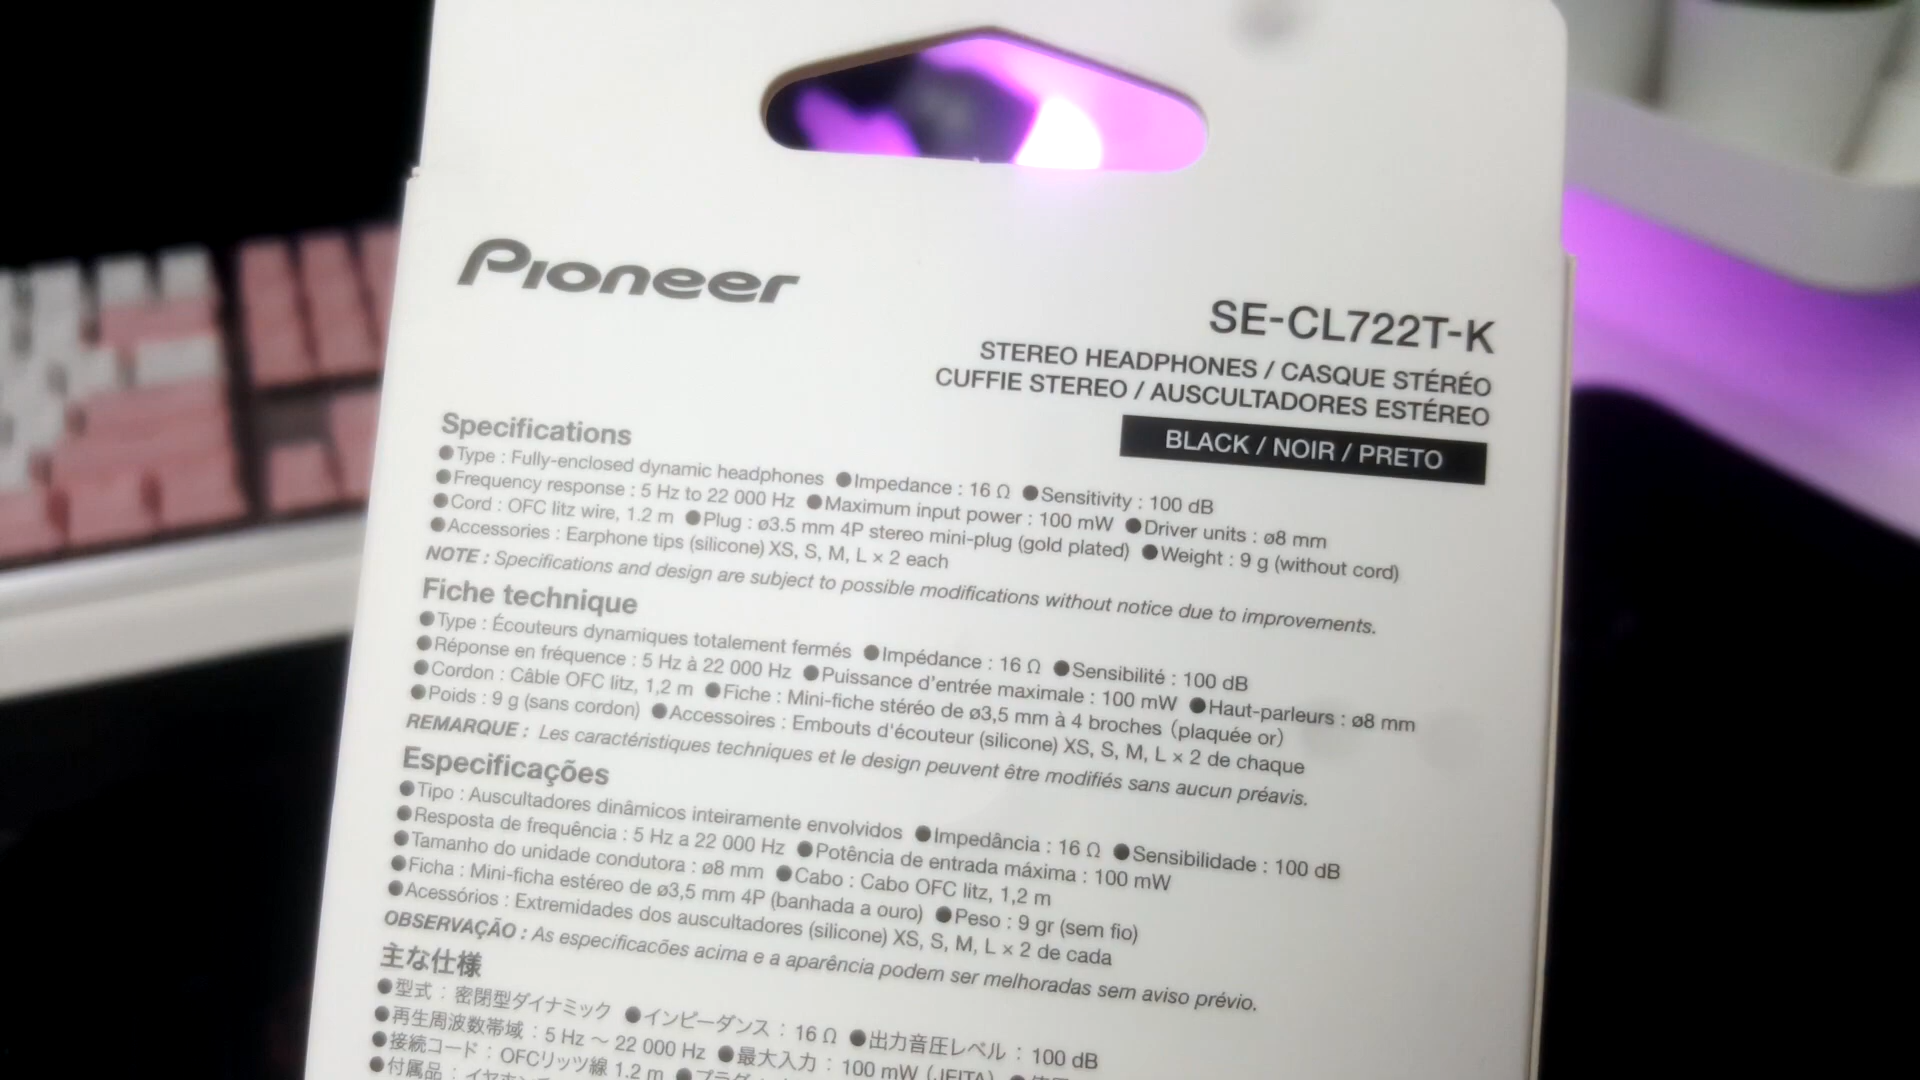 Pioneer
SE-CL722T-K
STEREO HEADPHONES / CASQUE STÉRÉO
CUFFIE STEREO / AUSCULTADORES ESTÉREO
BLACK / NOIR / PRETO
Specifications
●Type : Fully-enclosed dynamic headphones ●Impedance : 16 Ω ●Sensitivity : 100 dB
●Frequency response : 5 Hz to 22 000 Hz ●Maximum input power : 100 mW ●Driver units : ø8 mm
●Cord : OFC litz wire, 1.2 m ●Plug : ø3.5 mm 4P stereo mini-plug (gold plated) ●Weight : 9 g (without cord)
●Accessories : Earphone tips (silicone) XS, S, M, L × 2 each
NOTE : Specifications and design are subject to possible modifications without notice due to improvements.
Fiche technique
●Type : Écouteurs dynamiques totalement fermés ●Impédance : 16 Ω ●Sensibilité : 100 dB
●Réponse en fréquence : 5 Hz à 22 000 Hz ●Puissance d'entrée maximale : 100 mW ●Haut-parleurs : ø8 mm
●Cordon : Câble OFC litz, 1,2 m ●Fiche : Mini-fiche stéréo de ø3,5 mm à 4 broches (plaquée or)
●Poids : 9 g (sans cordon) ●Accessoires : Embouts d'écouteur (silicone) XS, S, M, L × 2 de chaque
REMARQUE : Les caractéristiques techniques et le design peuvent être modifiés sans aucun préavis.
Especificações
●Tipo : Auscultadores dinâmicos inteiramente envolvidos ●Impedância : 16 Ω ●Sensibilidade : 100 dB
●Resposta de frequência : 5 Hz a 22 000 Hz ●Potência de entrada máxima : 100 mW
●Tamanho do unidade condutora : ø8 mm ●Cabo : Cabo OFC litz, 1,2 m
●Ficha : Mini-ficha estéreo de ø3,5 mm 4P (banhada a ouro) ●Peso : 9 gr (sem fio)
●Acessórios : Extremidades dos auscultadores (silicone) XS, S, M, L × 2 de cada
OBSERVAÇÃO : As especificacões acima e a aparência podem ser melhoradas sem aviso prévio.
主な仕様
●型式 : 密閉型ダイナミック ●インピーダンス : 16 Ω ●出力音圧レベル : 100 dB
●再生周波数帯域 : 5 Hz ～ 22 000 Hz ●最大入力 : 100 mW (JEITA)
●接続コード : OFCリッツ線 1.2 m
●付属品 :